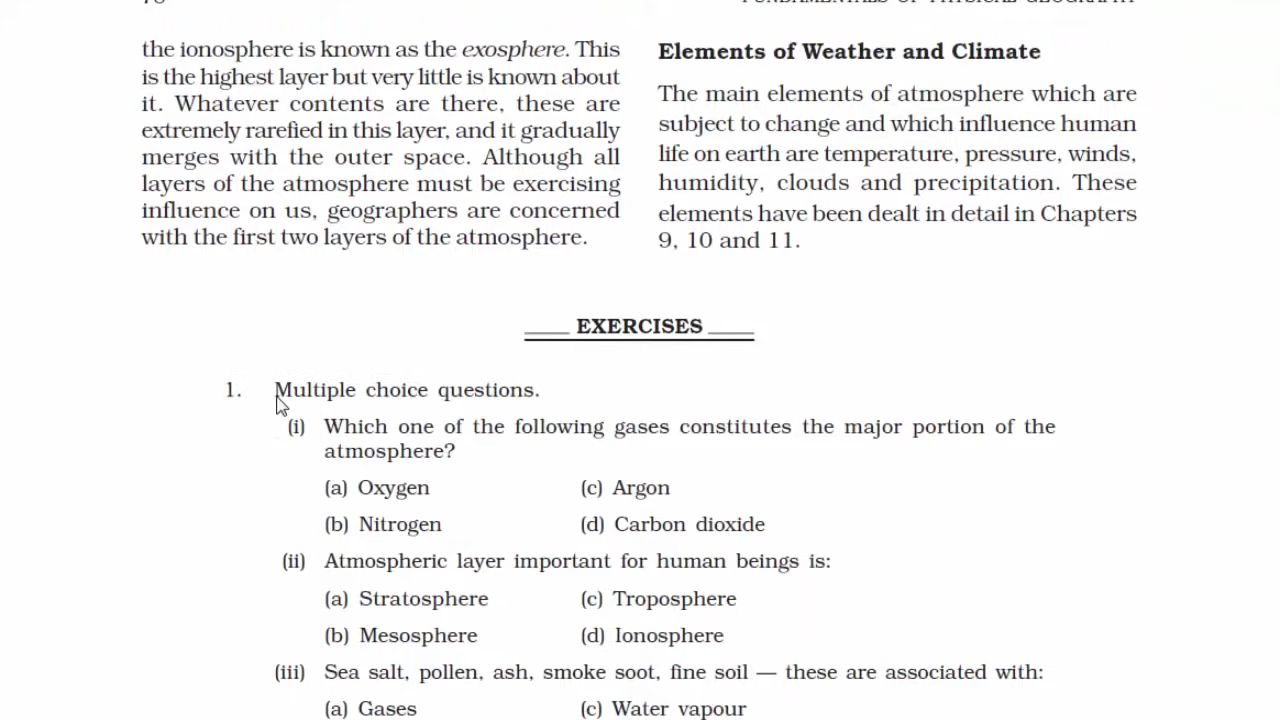 the ionosphere is known as the exosphere. This
is the highest layer but very little is known about
it. Whatever contents are there, these are
extremely rarefied in this layer, and it gradually
merges with the outer space. Although all
layers of the atmosphere must be exercising
influence on us, geographers are concerned
with the first two layers of the atmosphere.
Elements of Weather and Climate
The main elements of atmosphere which are
subject to change and which influence human
life on earth are temperature, pressure, winds,
humidity, clouds and precipitation. These
elements have been dealt in detail in Chapters
9, 10 and 11.
EXERCISES
1. Multiple choice questions.
(i) Which one of the following gases constitutes the major portion of the
atmosphere?
(a) Oxygen (c) Argon
(b) Nitrogen (d) Carbon dioxide
(ii) Atmospheric layer important for human beings is:
(a) Stratosphere (c) Troposphere
(b) Mesosphere (d) Ionosphere
(iii) Sea salt, pollen, ash, smoke soot, fine soil — these are associated with:
(a) Gases (c) Water vapour